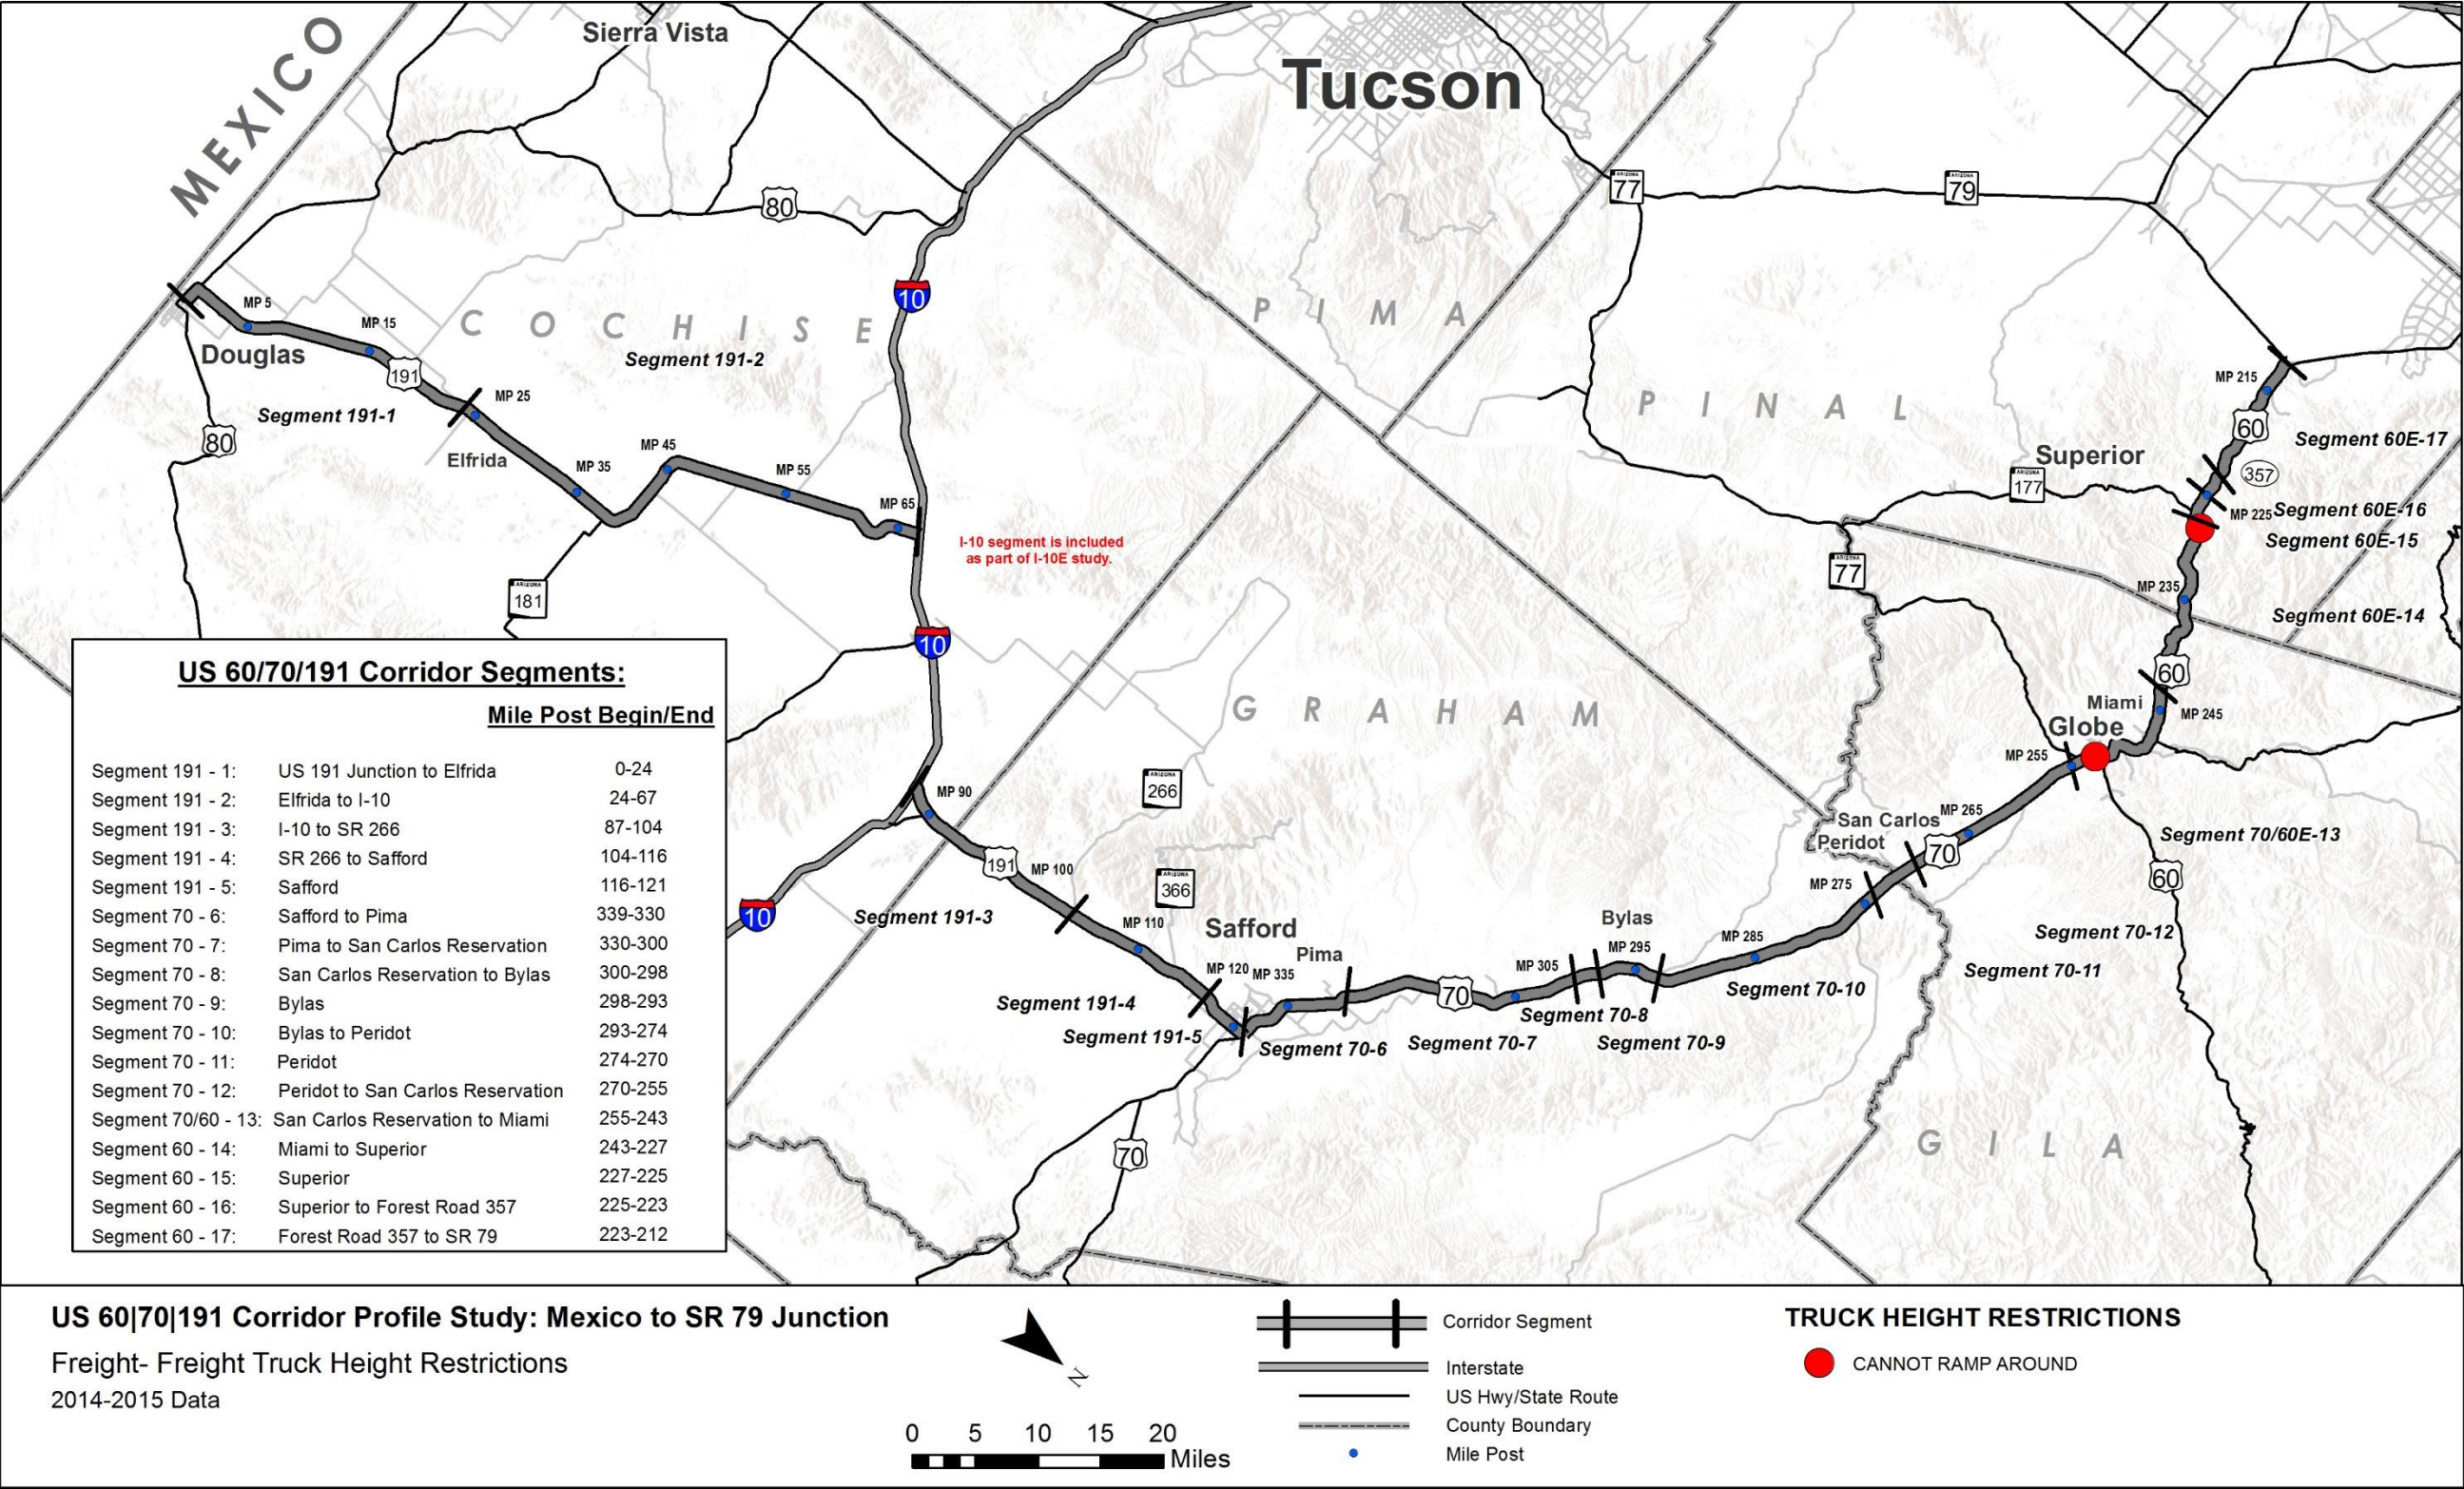 MEXICO
Sierra Vista
Tucson
80
77
79
10
MP 5
MP 15
COCHISE
PIMA
Segment 191-2
Douglas
191
MP 25
Segment 191-1
80
Elfrida
MP 35
MP 45
MP 55
MP 65
181
I-10 segment is included
as part of I-10E study.
PINAL
MP 215
60
Segment 60E-17
Superior
177
357
MP 225
Segment 60E-16
Segment 60E-15
77
MP 235
Segment 60E-14
10
60
GRAHAM
Miami
MP 245
Globe
MP 255
266
MP 90
191
MP 100
366
10
Segment 191-3
MP 110
Safford
Pima
MP 120
MP 335
Segment 191-4
Segment 191-5
Segment 70-6
70
MP 305
Bylas
MP 295
Segment 70-7
Segment 70-8
Segment 70-9
MP 285
Segment 70-10
San Carlos
Peridot
MP 265
70
MP 275
Segment 70/60E-13
60
Segment 70-12
Segment 70-11
70
GILA
US 60/70/191 Corridor Segments:
Mile Post Begin/End
Segment 191 - 1: US 191 Junction to Elfrida 0-24
Segment 191 - 2: Elfrida to I-10 24-67
Segment 191 - 3: I-10 to SR 266 87-104
Segment 191 - 4: SR 266 to Safford 104-116
Segment 191 - 5: Safford 116-121
Segment 70 - 6: Safford to Pima 339-330
Segment 70 - 7: Pima to San Carlos Reservation 330-300
Segment 70 - 8: San Carlos Reservation to Bylas 300-298
Segment 70 - 9: Bylas 298-293
Segment 70 - 10: Bylas to Peridot 293-274
Segment 70 - 11: Peridot 274-270
Segment 70 - 12: Peridot to San Carlos Reservation 270-255
Segment 70/60 - 13: San Carlos Reservation to Miami 255-243
Segment 60 - 14: Miami to Superior 243-227
Segment 60 - 15: Superior 227-225
Segment 60 - 16: Superior to Forest Road 357 225-223
Segment 60 - 17: Forest Road 357 to SR 79 223-212
US 60|70|191 Corridor Profile Study: Mexico to SR 79 Junction
Freight- Freight Truck Height Restrictions
2014-2015 Data
N
0 5 10 15 20
Miles
Corridor Segment
Interstate
US Hwy/State Route
County Boundary
Mile Post
TRUCK HEIGHT RESTRICTIONS
CANNOT RAMP AROUND